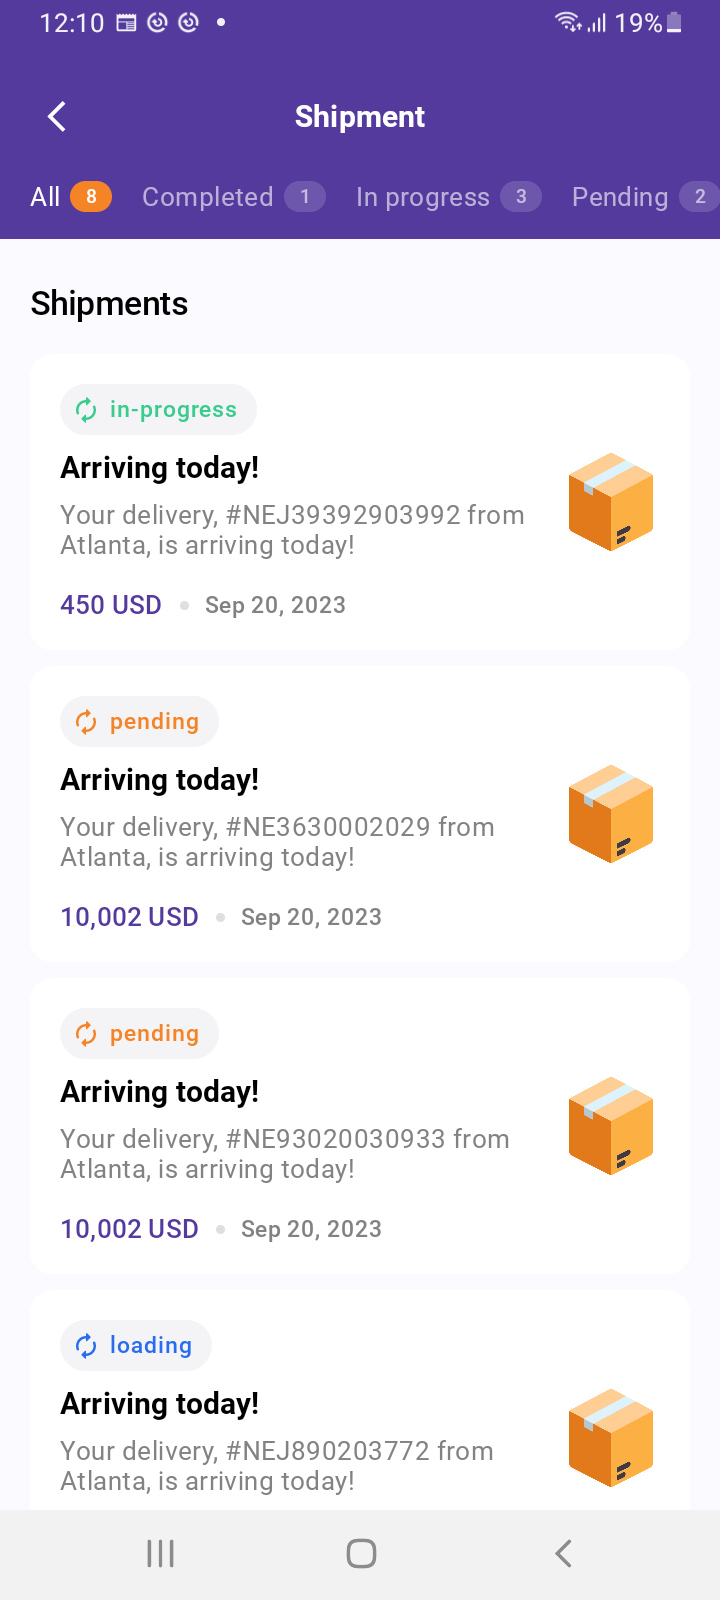 12:10
19%
Shipment
All 8 Completed 1 In progress 3 Pending 2
Shipments
in-progress
Arriving today!
Your delivery, #NEJ39392903992 from
Atlanta, is arriving today!
450 USD
Sep 20, 2023
pending
Arriving today!
Your delivery, #NE3630002029 from
Atlanta, is arriving today!
10,002 USD
Sep 20, 2023
pending
Arriving today!
Your delivery, #NE93020030933 from
Atlanta, is arriving today!
10,002 USD
Sep 20, 2023
loading
Arriving today!
Your delivery, #NEJ890203772 from
Atlanta, is arriving today!